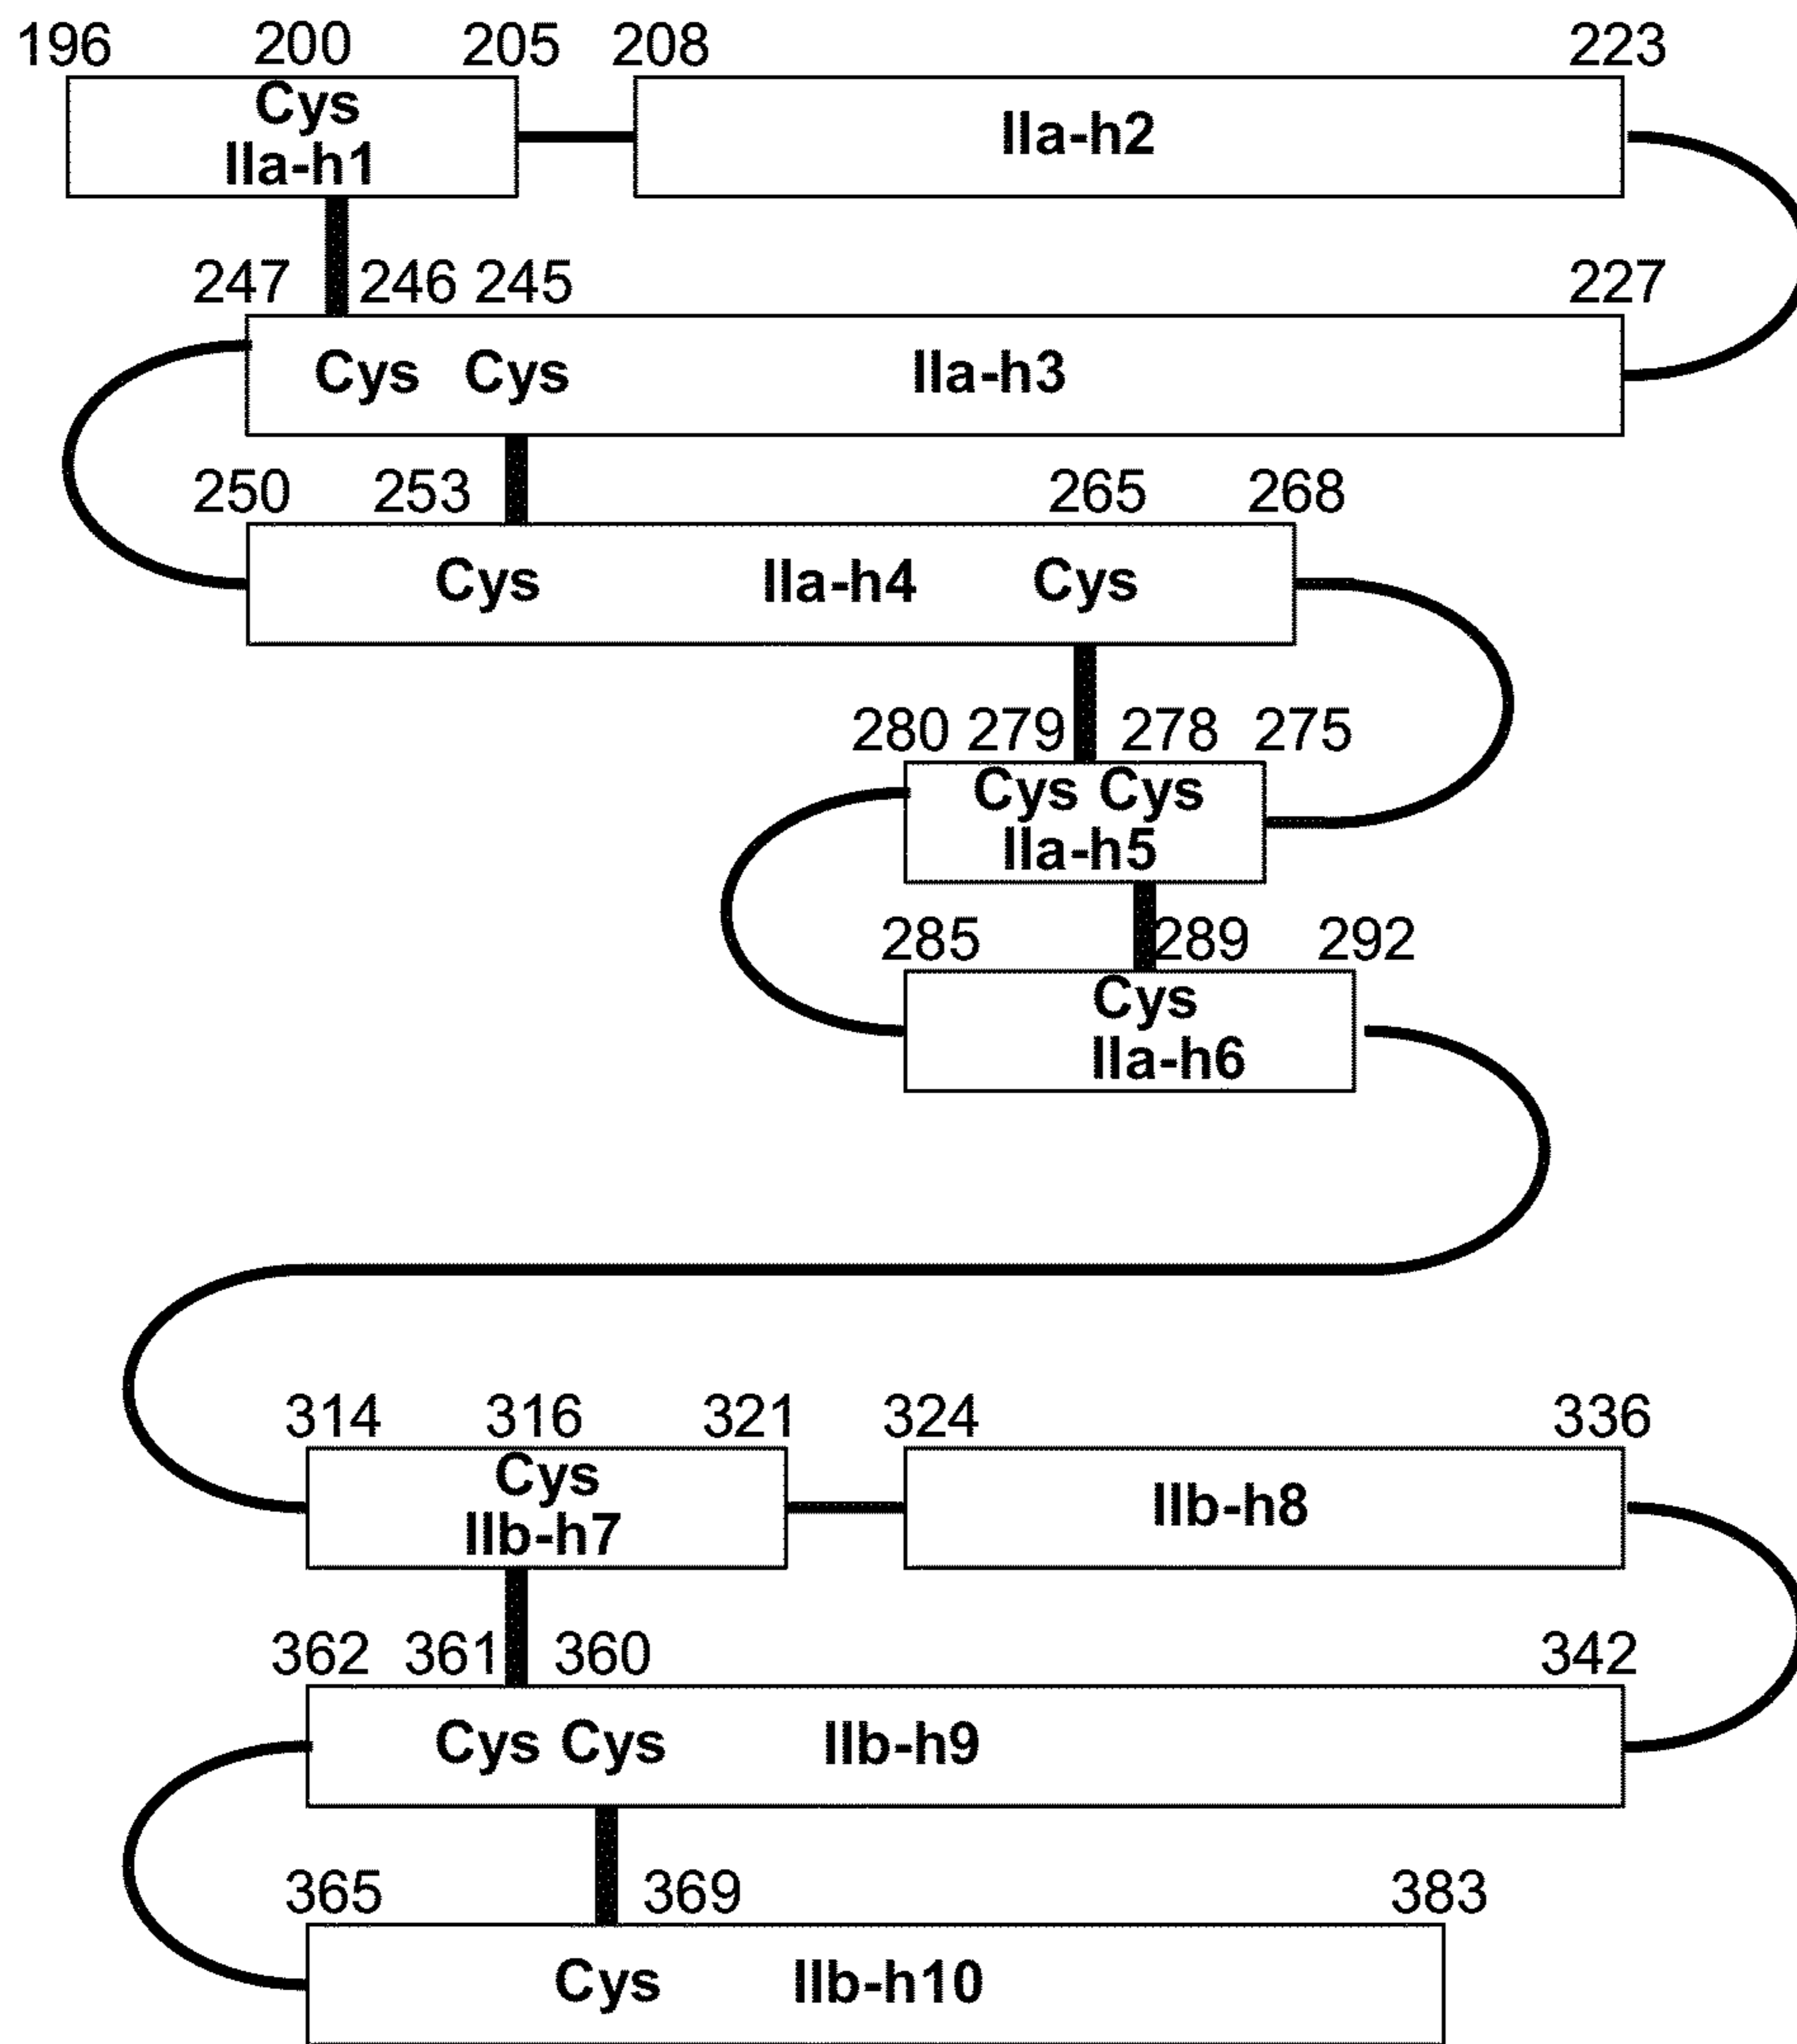 196 200 205 208 223
Cys
IIa-h1 IIa-h2
247 246 245 227
Cys Cys IIa-h3
250 253 265 268
Cys IIa-h4 Cys
280 279 278 275
Cys Cys
IIa-h5
285 289 292
Cys
IIa-h6
314 316 321 324 336
Cys
IIb-h7 IIb-h8
362 361 360 342
Cys Cys IIb-h9
365 369 383
Cys IIb-h10